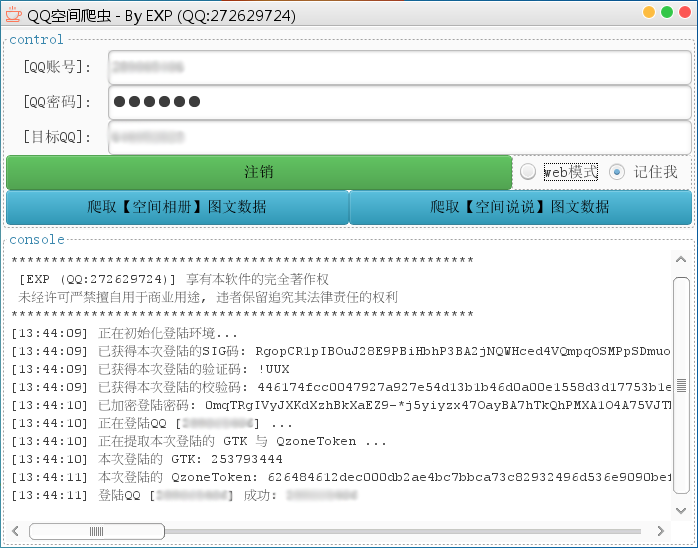 QQ空间爬虫 - By EXP (QQ:272629724)
control
[QQ账号]:
[QQ密码]: ●●●●●●
[目标QQ]:
注销
web模式
记住我
爬取【空间相册】图文数据
爬取【空间说说】图文数据
console
****************************************************
[EXP (QQ:272629724)] 享有本软件的完全著作权
未经许可严禁擅自用于商业用途, 违者保留追究其法律责任的权利
****************************************************
[13:44:09] 正在初始化登陆环境...
[13:44:09] 已获得本次登陆的SIG码: RgopCR1pIBOuJ28E9PBiHbhP3BA2jNQWHced4VQmpqOSMPpSDmuo
[13:44:09] 已获得本次登陆的验证码: !UUX
[13:44:09] 已获得本次登陆的校验码: 446174fcc0047927a927e54d13b1b46d0a00e1558d3d17753b1e
[13:44:10] 已加密登陆密码: 0mqTRgIVyJXKdXzhBkXaEZ9-*j5yiyzx47OayBA7hTkQhPMXA1O4A75VJTh
[13:44:10] 正在登陆QQ [] ...
[13:44:10] 正在提取本次登陆的 GTK 与 QzoneToken ...
[13:44:10] 本次登陆的 GTK: 253793444
[13:44:11] 本次登陆的 QzoneToken: 626484612dec000db2ae4bc7bbca73c82932496d536e9090bef
[13:44:11] 登陆QQ [] 成功: